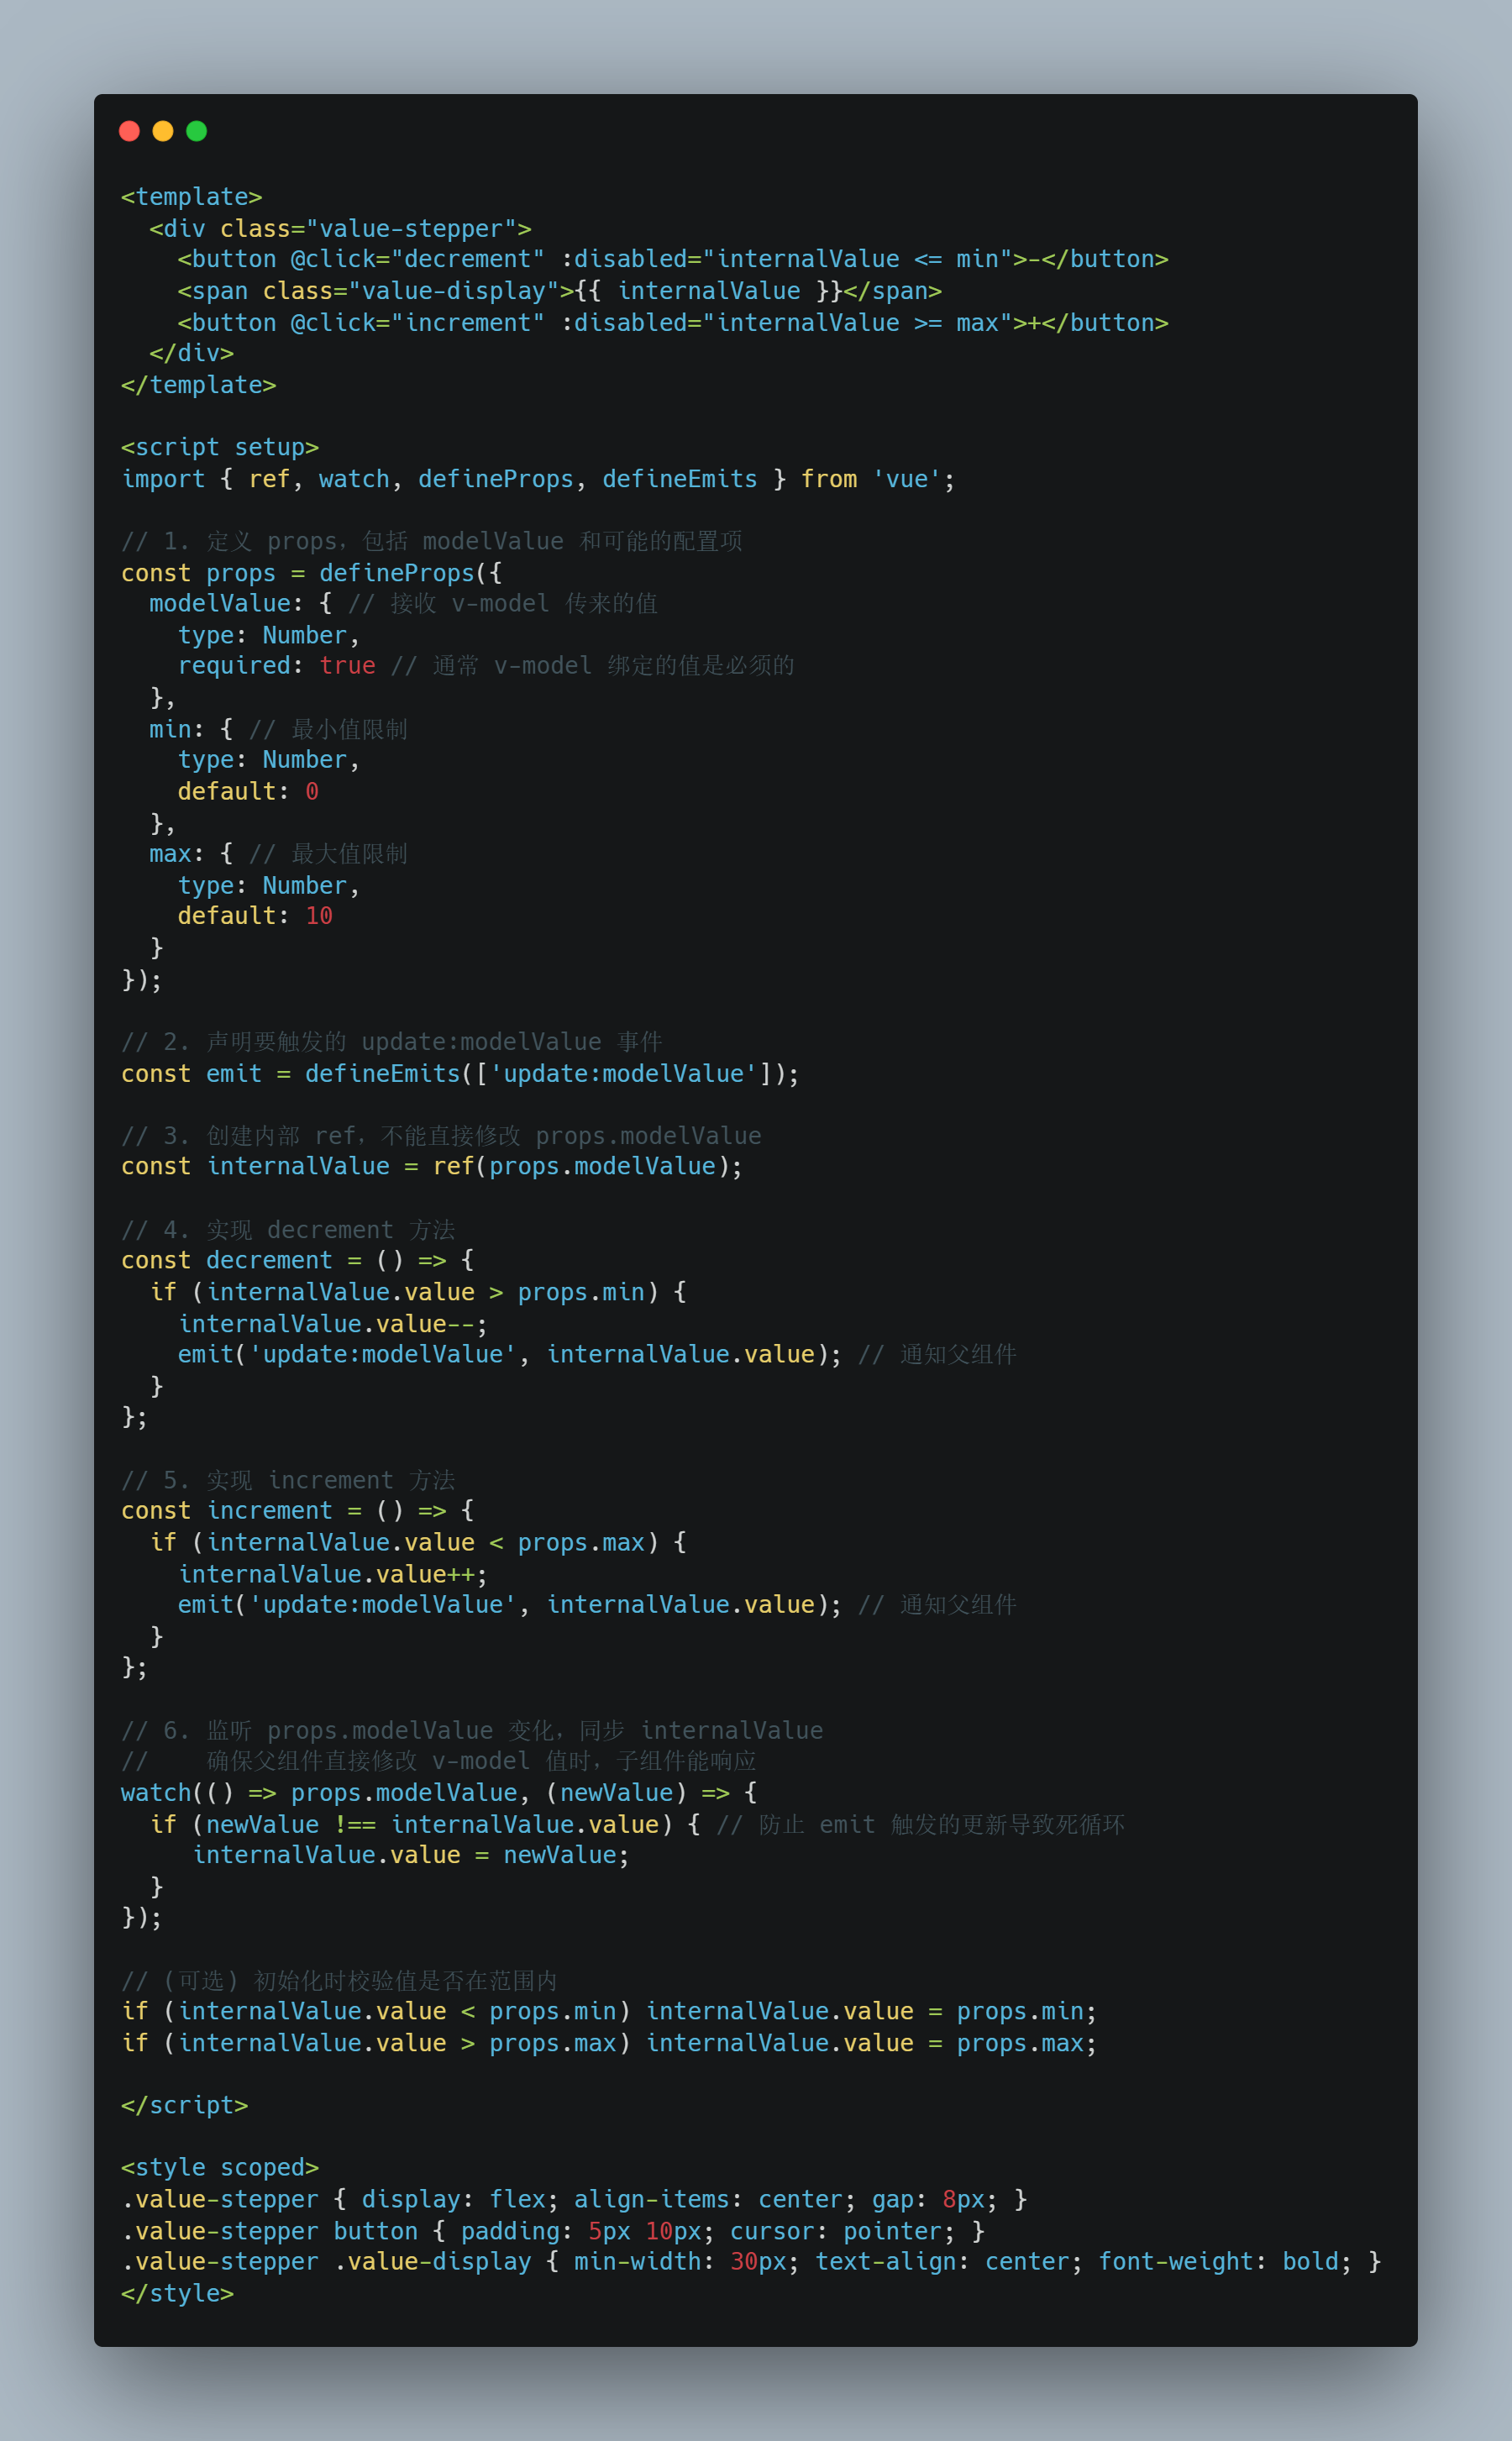 <template>
  <div class="value-stepper">
    <button @click="decrement" :disabled="internalValue <= min">-</button>
    <span class="value-display">{{ internalValue }}</span>
    <button @click="increment" :disabled="internalValue >= max">+</button>
  </div>
</template>

<script setup>
import { ref, watch, defineProps, defineEmits } from 'vue';

// 1. 定义 props，包括 modelValue 和可能的配置项
const props = defineProps({
  modelValue: { // 接收 v-model 传来的值
    type: Number,
    required: true // 通常 v-model 绑定的值是必须的
  },
  min: { // 最小值限制
    type: Number,
    default: 0
  },
  max: { // 最大值限制
    type: Number,
    default: 10
  }
});

// 2. 声明要触发的 update:modelValue 事件
const emit = defineEmits(['update:modelValue']);

// 3. 创建内部 ref，不能直接修改 props.modelValue
const internalValue = ref(props.modelValue);

// 4. 实现 decrement 方法
const decrement = () => {
  if (internalValue.value > props.min) {
    internalValue.value--;
    emit('update:modelValue', internalValue.value); // 通知父组件
  }
};

// 5. 实现 increment 方法
const increment = () => {
  if (internalValue.value < props.max) {
    internalValue.value++;
    emit('update:modelValue', internalValue.value); // 通知父组件
  }
};

// 6. 监听 props.modelValue 变化，同步 internalValue
//    确保父组件直接修改 v-model 值时，子组件能响应
watch(() => props.modelValue, (newValue) => {
  if (newValue !== internalValue.value) { // 防止 emit 触发的更新导致死循环
     internalValue.value = newValue;
  }
});

// (可选) 初始化时校验值是否在范围内
if (internalValue.value < props.min) internalValue.value = props.min;
if (internalValue.value > props.max) internalValue.value = props.max;

</script>

<style scoped>
.value-stepper { display: flex; align-items: center; gap: 8px; }
.value-stepper button { padding: 5px 10px; cursor: pointer; }
.value-stepper .value-display { min-width: 30px; text-align: center; font-weight: bold; }
</style>